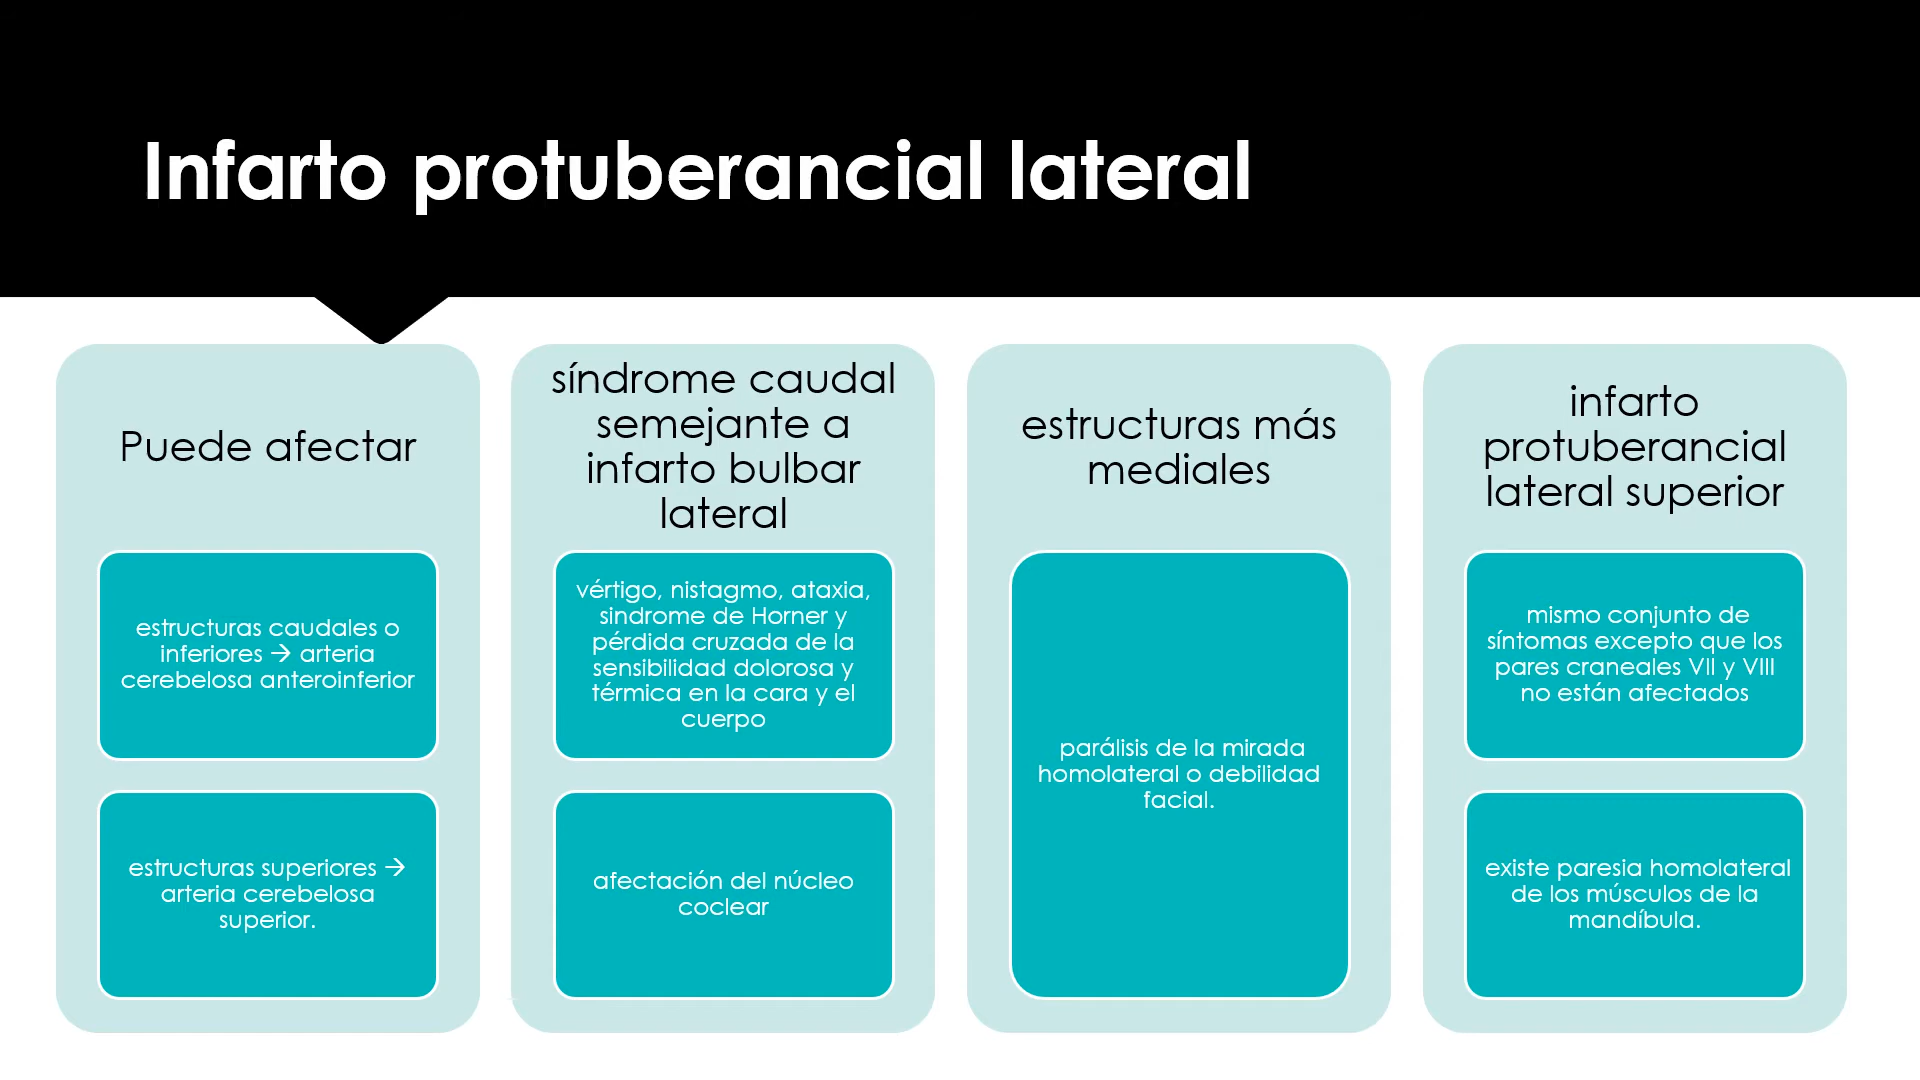 Infarto protuberancial lateral
Puede afectar
estructuras caudales o
inferiores → arteria
cerebelosa anteroinferior
estructuras superiores →
arteria cerebelosa
superior.
síndrome caudal
semejante a
infarto bulbar
lateral
vértigo, nistagmo, ataxia,
sindrome de Horner y
pérdida cruzada de la
sensibilidad dolorosa y
térmica en la cara y el
cuerpo
afectación del núcleo
coclear
estructuras más
mediales
parálisis de la mirada
homolateral o debilidad
facial.
infarto
protuberancial
lateral superior
mismo conjunto de
síntomas excepto que los
pares craneales VII y VIII
no están afectados
existe paresia homolateral
de los músculos de la
mandíbula.